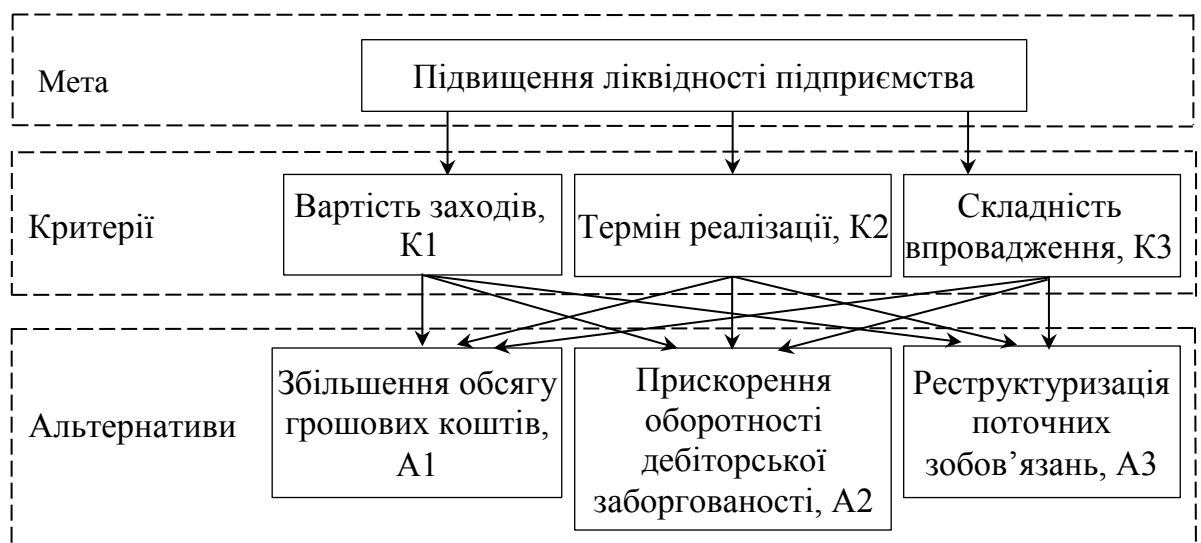 Мета
Підвищення ліквідності підприємства
Критерії
Вартість заходів,
К1
Термін реалізації, К2
Складність
впровадження, К3
Альтернативи
Збільшення обсягу
грошових коштів,
А1
Прискорення
оборотності
дебіторської
заборгованості, А2
Реструктуризація
поточних
зобов’язань, А3